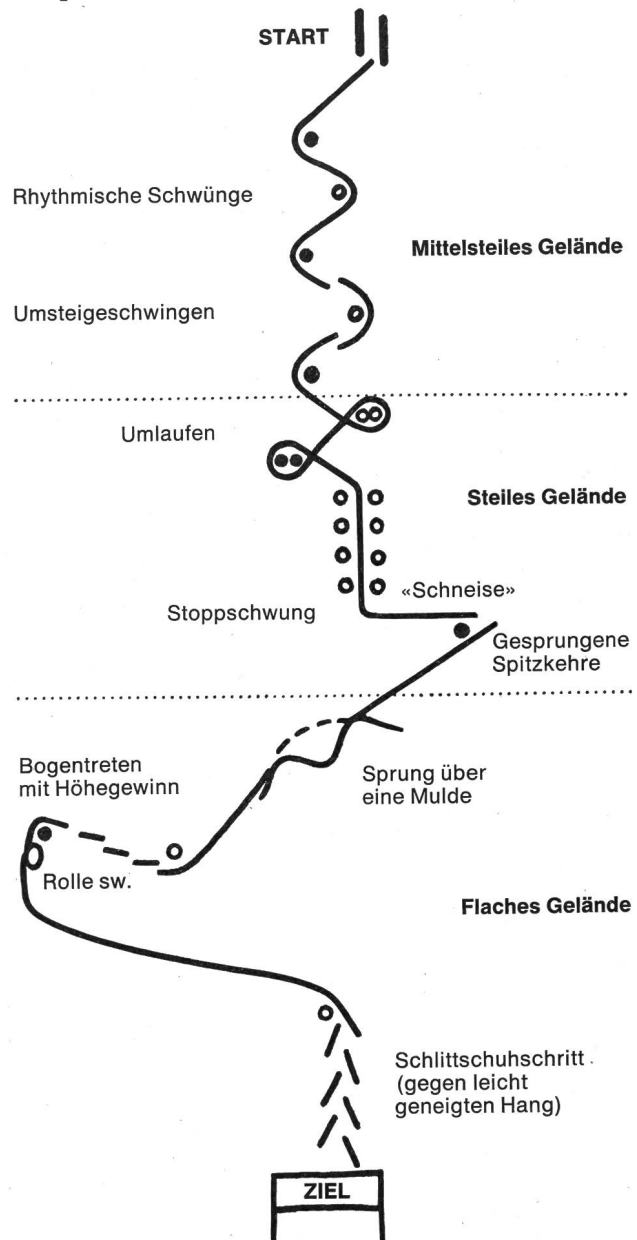 START
Rhythmische Schwünge
Mittelsteiles Gelände
Umsteigeschwingen
Umlaufen
Steiles Gelände
«Schneise»
Stoppschwung
Gesprungene
Spitzkehre
Bogentreten
mit Höhegewinn
Sprung über
eine Mulde
Rolle sw.
Flaches Gelände
Schlittschuhschritt
(gegen leicht
geneigten Hang)
ZIEL